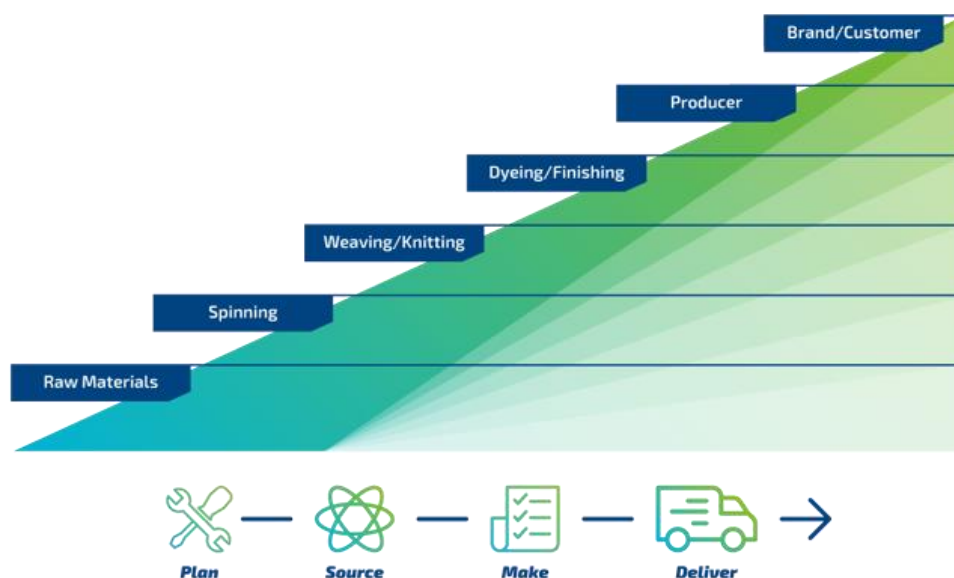 Brand/Customer
Producer
Dyeing/Finishing
Weaving/Knitting
Spinning
Raw Materials
Plan
Source
Make
Deliver